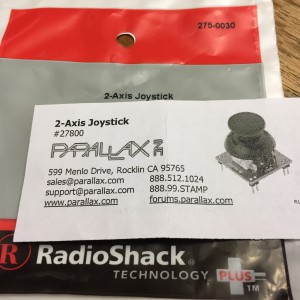 275-0030
2-Axis Joystick
2-Axis Joystick
#27800
PARALLAX
599 Menlo Drive, Rocklin CA 95765
sales@parallax.com 888.512.1024
support@parallax.com 888.99.STAMP
www.parallax.com forums.parallax.com
R RadioShack
TECHNOLOGY PLUS TM